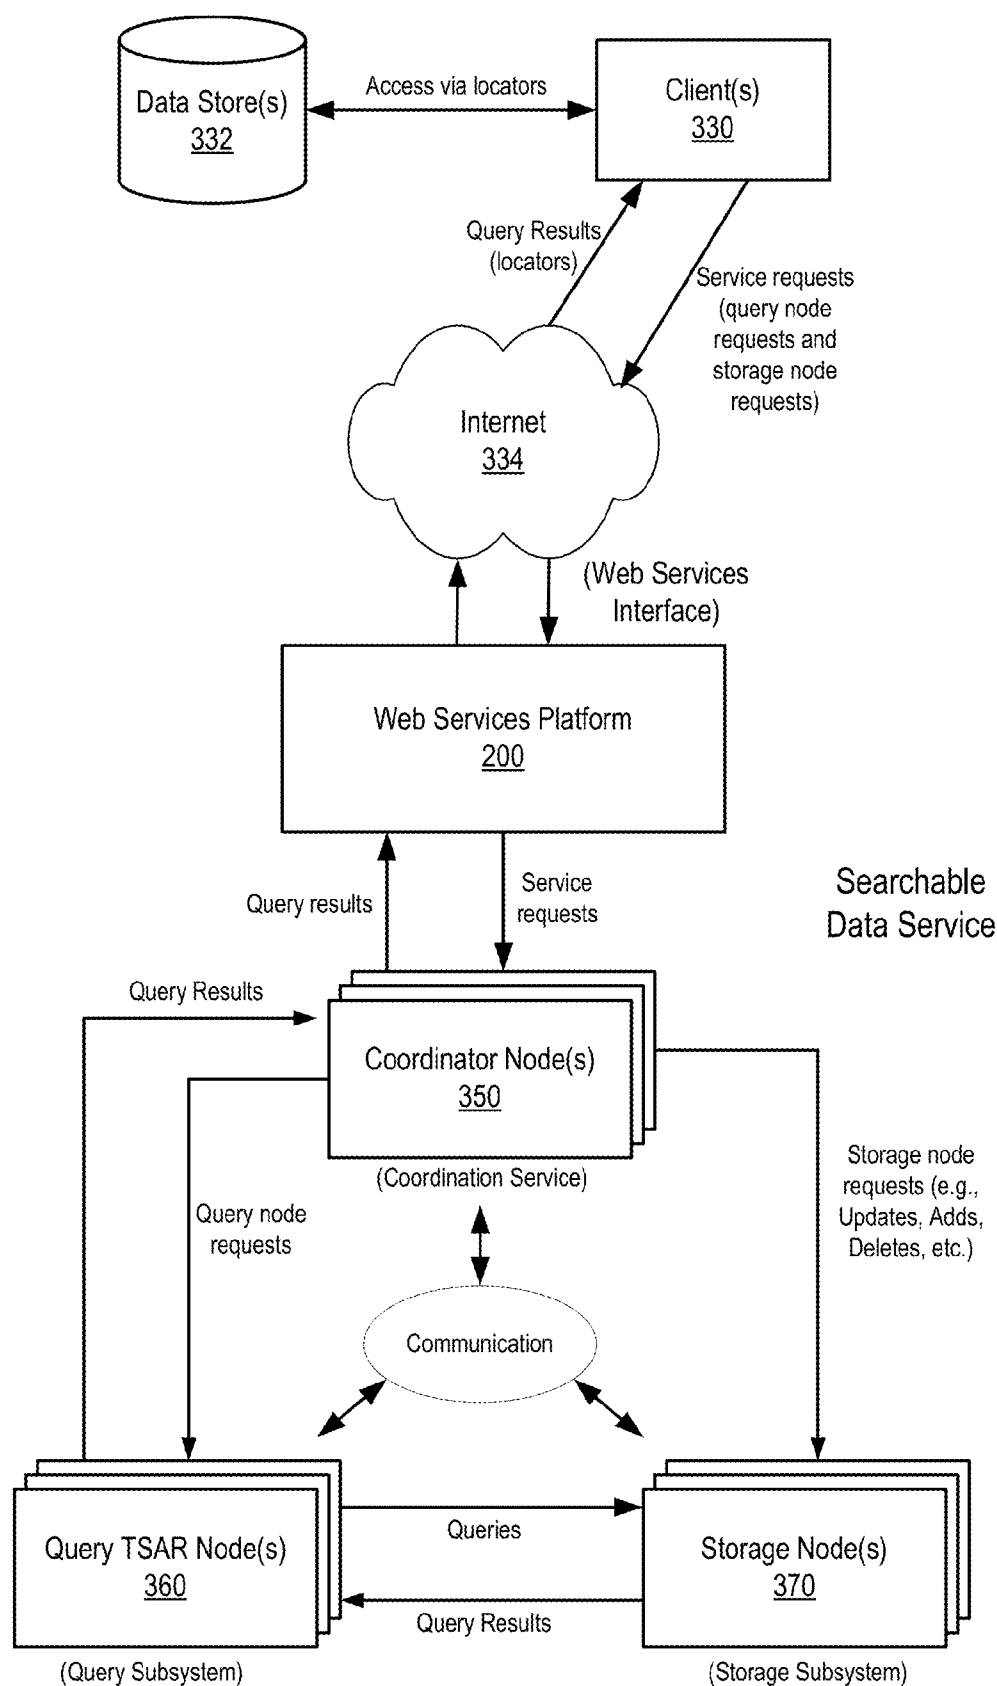 Data Store(s)
332
Access via locators
Client(s)
330
Query Results
(locators)
Service requests
(query node
requests and
storage node
requests)
Internet
334
(Web Services
Interface)
Web Services Platform
200
Query results
Service
requests
Searchable
Data Service
Query Results
Coordinator Node(s)
350
(Coordination Service)
Query node
requests
Storage node
requests (e.g.,
Updates, Adds,
Deletes, etc.)
Communication
Query TSAR Node(s)
360
(Query Subsystem)
Queries
Query Results
Storage Node(s)
370
(Storage Subsystem)